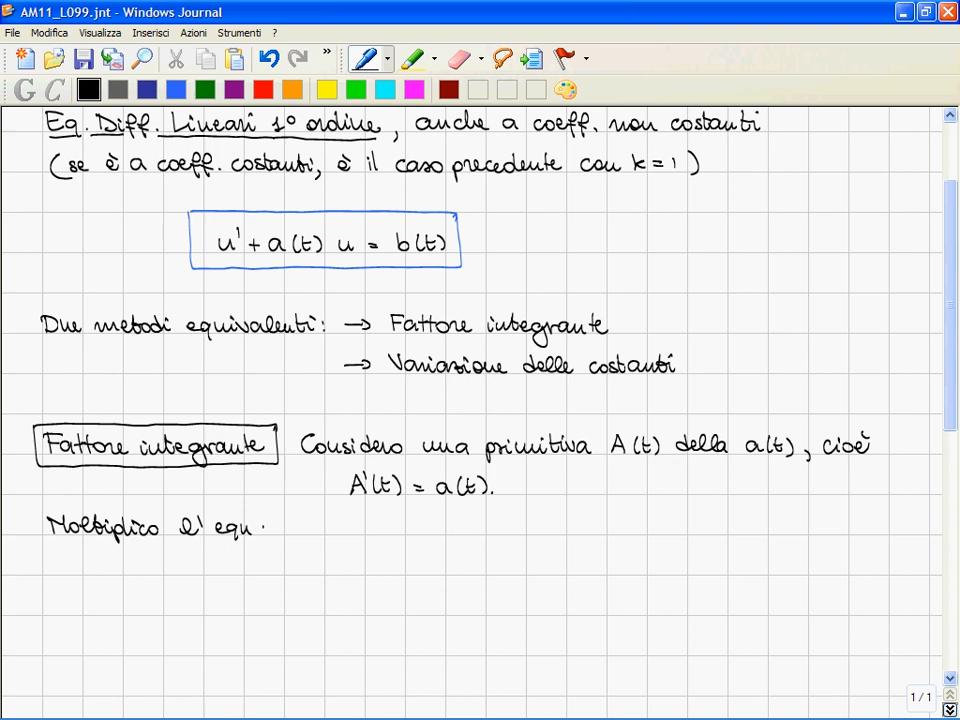 AM11_L099.jnt - Windows Journal
File Modifica Visualizza Inserisci Azioni Strumenti ?
»
G C
Eq. Diff. Lineari 1° ordine, anche a coeff. non costanti
(se è a coeff. costanti, è il caso precedente con k=1)
u' + a(t) u = b(t)
Due metodi equivalenti: → Fattore integrante
→ Variazione delle costanti
Fattore integrante Considero una primitiva A(t) della a(t), cioè
A'(t) = a(t).
Moltiplico l'equ
1 / 1